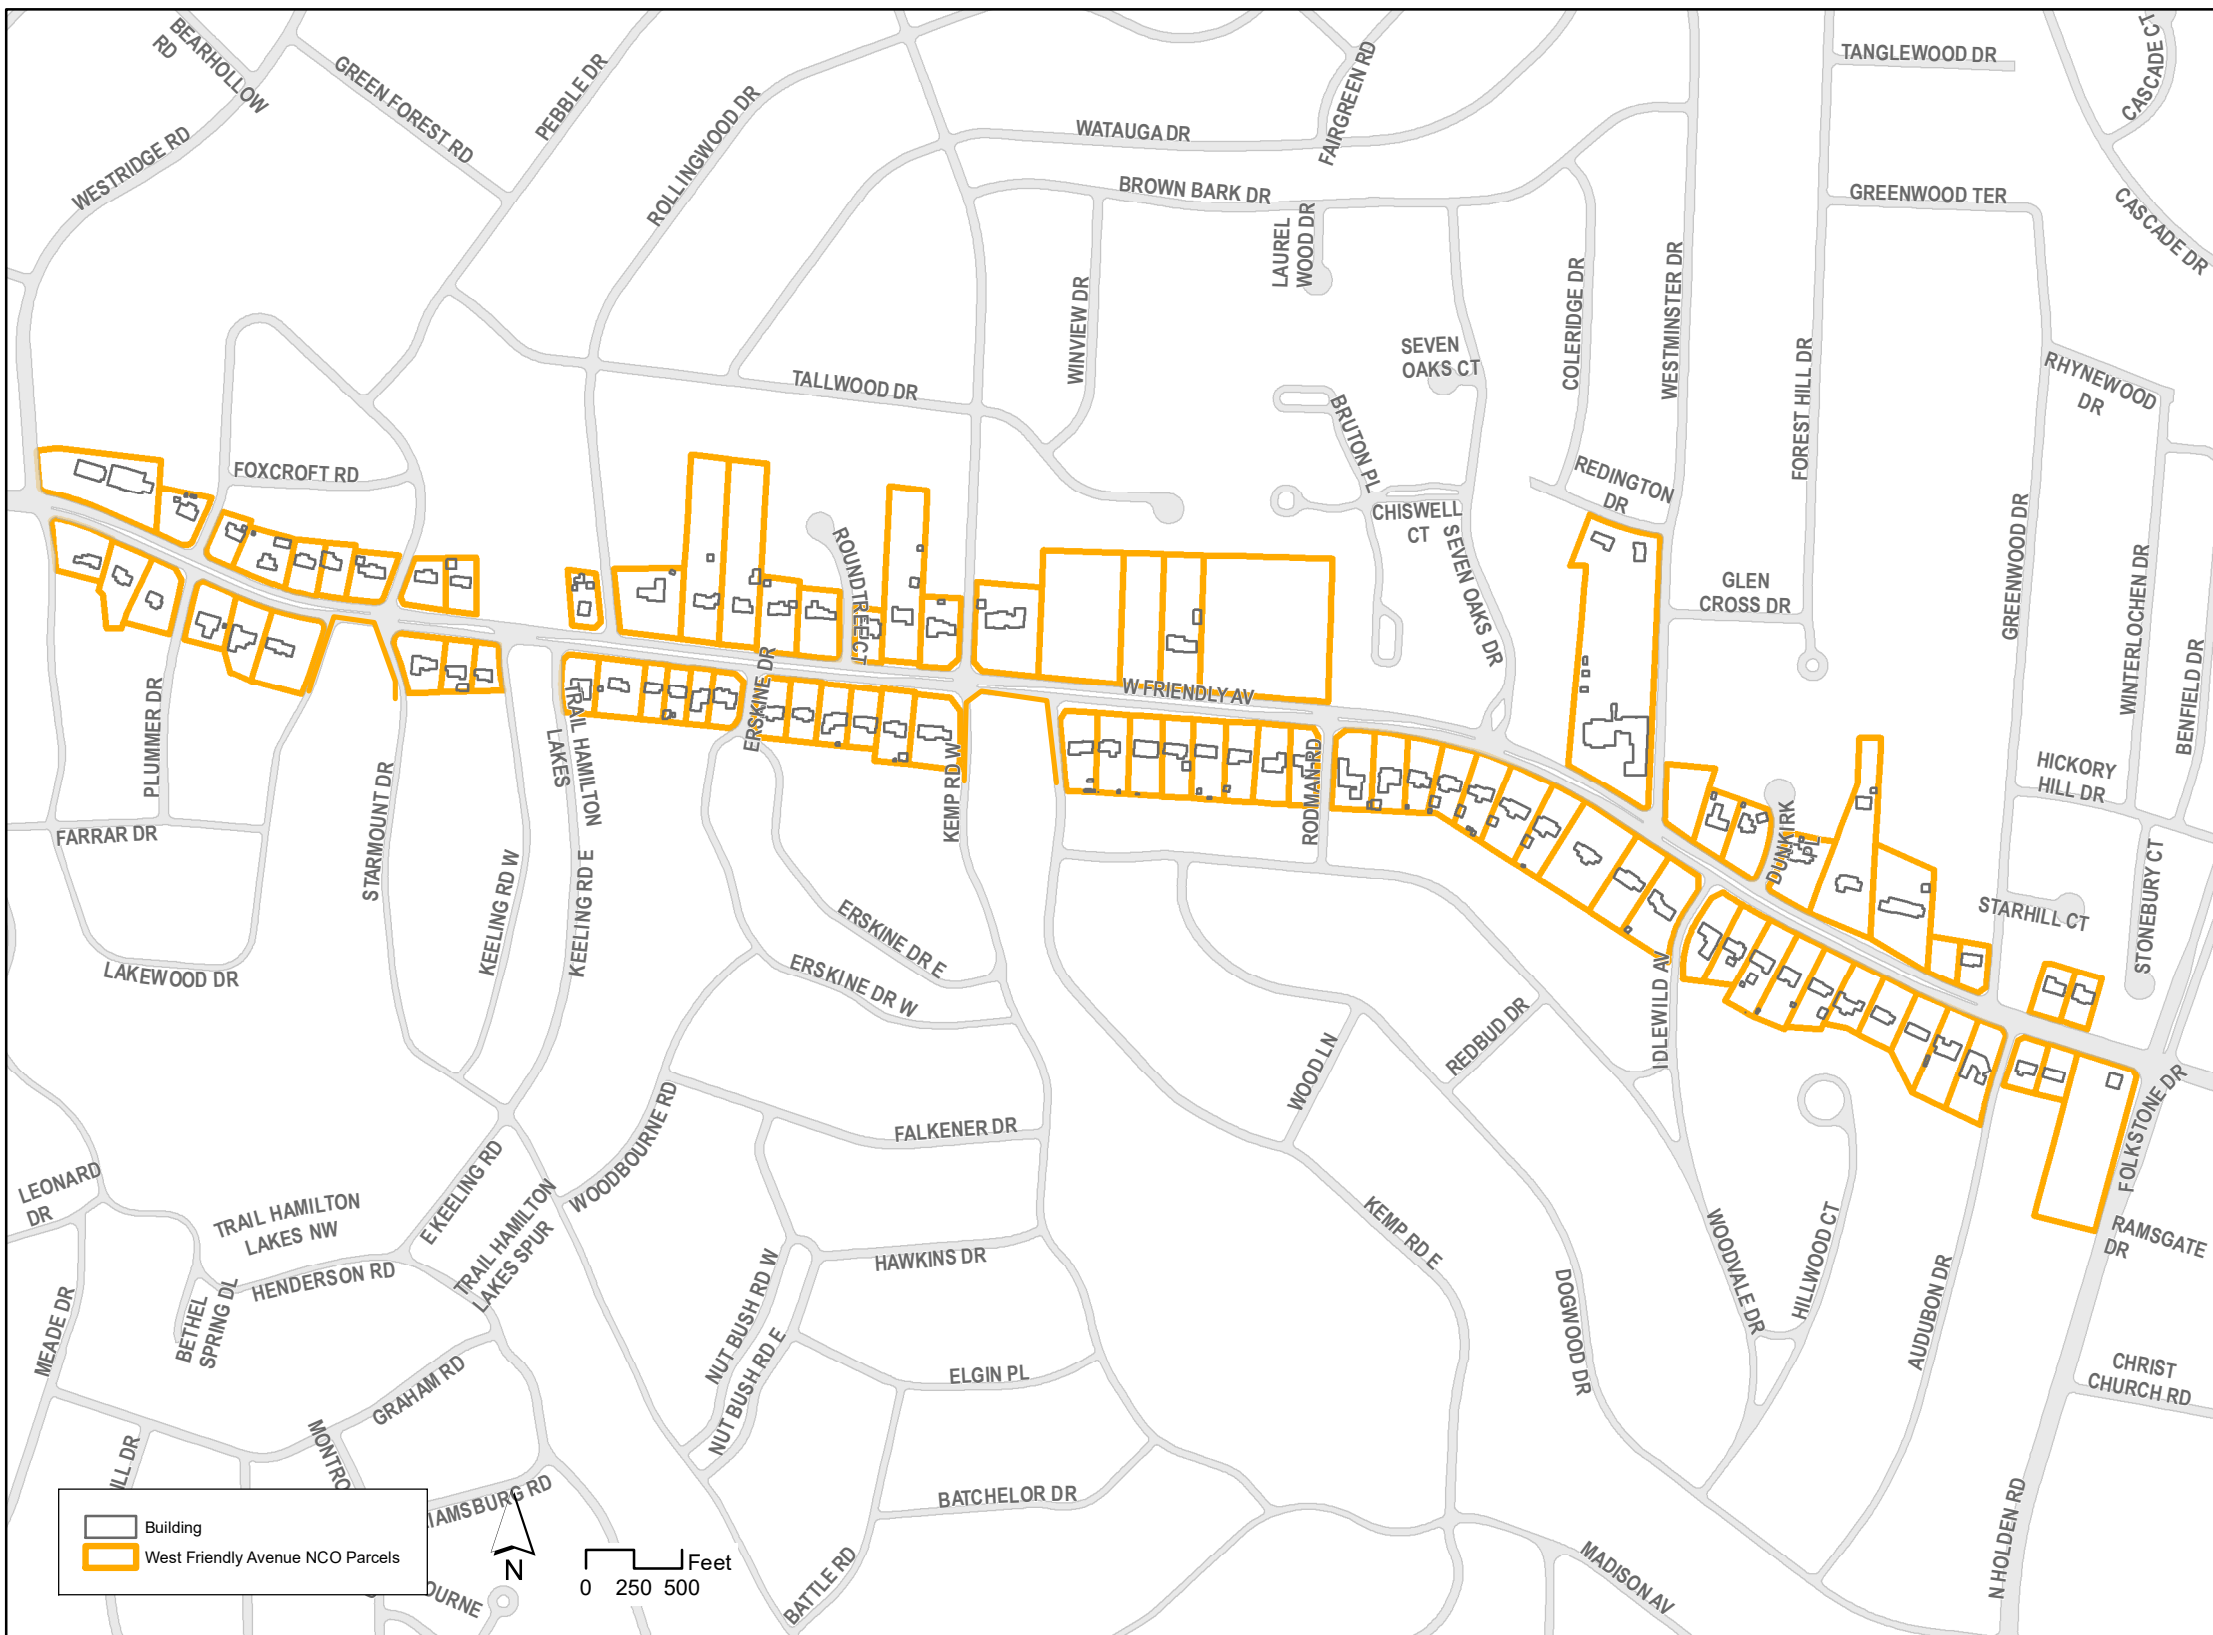 BEARHOLLOW
RD
GREEN FOREST RD
PEBBLE DR
WESTRIDGE RD
ROLLINGWOOD DR
WATAUGA DR
FAIRGREEN RD
TANGLEWOOD DR
CASCADE CT
BROWN BARK DR
GREENWOOD TER
CASCADE DR
LAUREL
WOOD DR
COLERIDGE DR
WESTMINSTER DR
WINVIEW DR
SEVEN
OAKS CT
FOREST HILL DR
RHYNEWOOD
DR
TALLWOOD DR
BRUTON PL
FOXCROFT RD
REDINGTON
DR
CHISWELL
CT
SEVEN OAKS DR
ROUNDTREE CT
GREENWOOD DR
WINTERLOCHEN DR
GLEN
CROSS DR
BENFIELD DR
W FRIENDLY AV
PLUMMER DR
TRAIL HAMILTON
LAKES
ERSKINE DR
KEMP RD W
RODMAN RD
HICKORY
HILL DR
STARMOUNT DR
FARRAR DR
DUNKIRK
PL
KEELING RD W
KEELING RD E
STONEBURY CT
STARHILL CT
LAKEWOOD DR
ERSKINE DR E
ERSKINE DR W
IDLEWILD AV
REDBUD DR
WOOD LN
FOLKSTONE DR
WOODBOURNE RD
FALKENER DR
LEONARD
DR
E KEELING RD
TRAIL HAMILTON
LAKES NW
TRAIL HAMILTON
LAKES SPUR
KEMP RD E
WOODVALE DR
HILLWOOD CT
RAMSGATE
DR
HENDERSON RD
HAWKINS DR
BETHEL
SPRING DL
MEADE DR
NUT BUSH RD W
NUT BUSH RD E
DOGWOOD DR
AUDUBON DR
GRAHAM RD
ELGIN PL
CHRIST
CHURCH RD
MONTRO
ILL DR
IAMSBURG RD
BATCHELOR DR
N HOLDEN RD
MADISON AV
BATTLE RD
OURNE
Building
West Friendly Avenue NCO Parcels
N
Feet
0 250 500